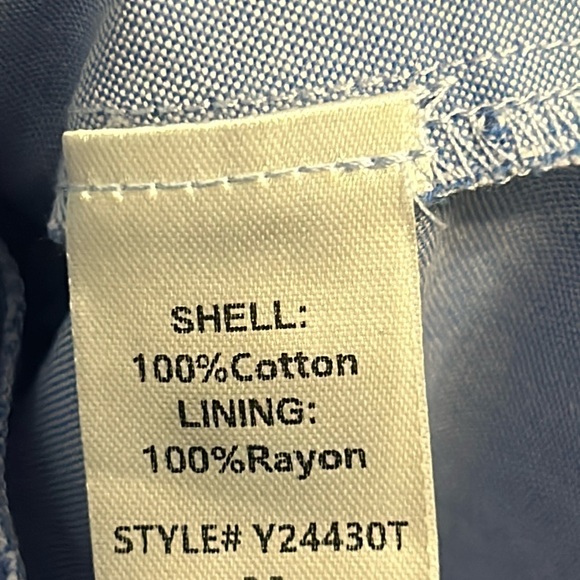 SHELL:
100%Cotton
LINING:
100%Rayon
STYLE# Y24430T